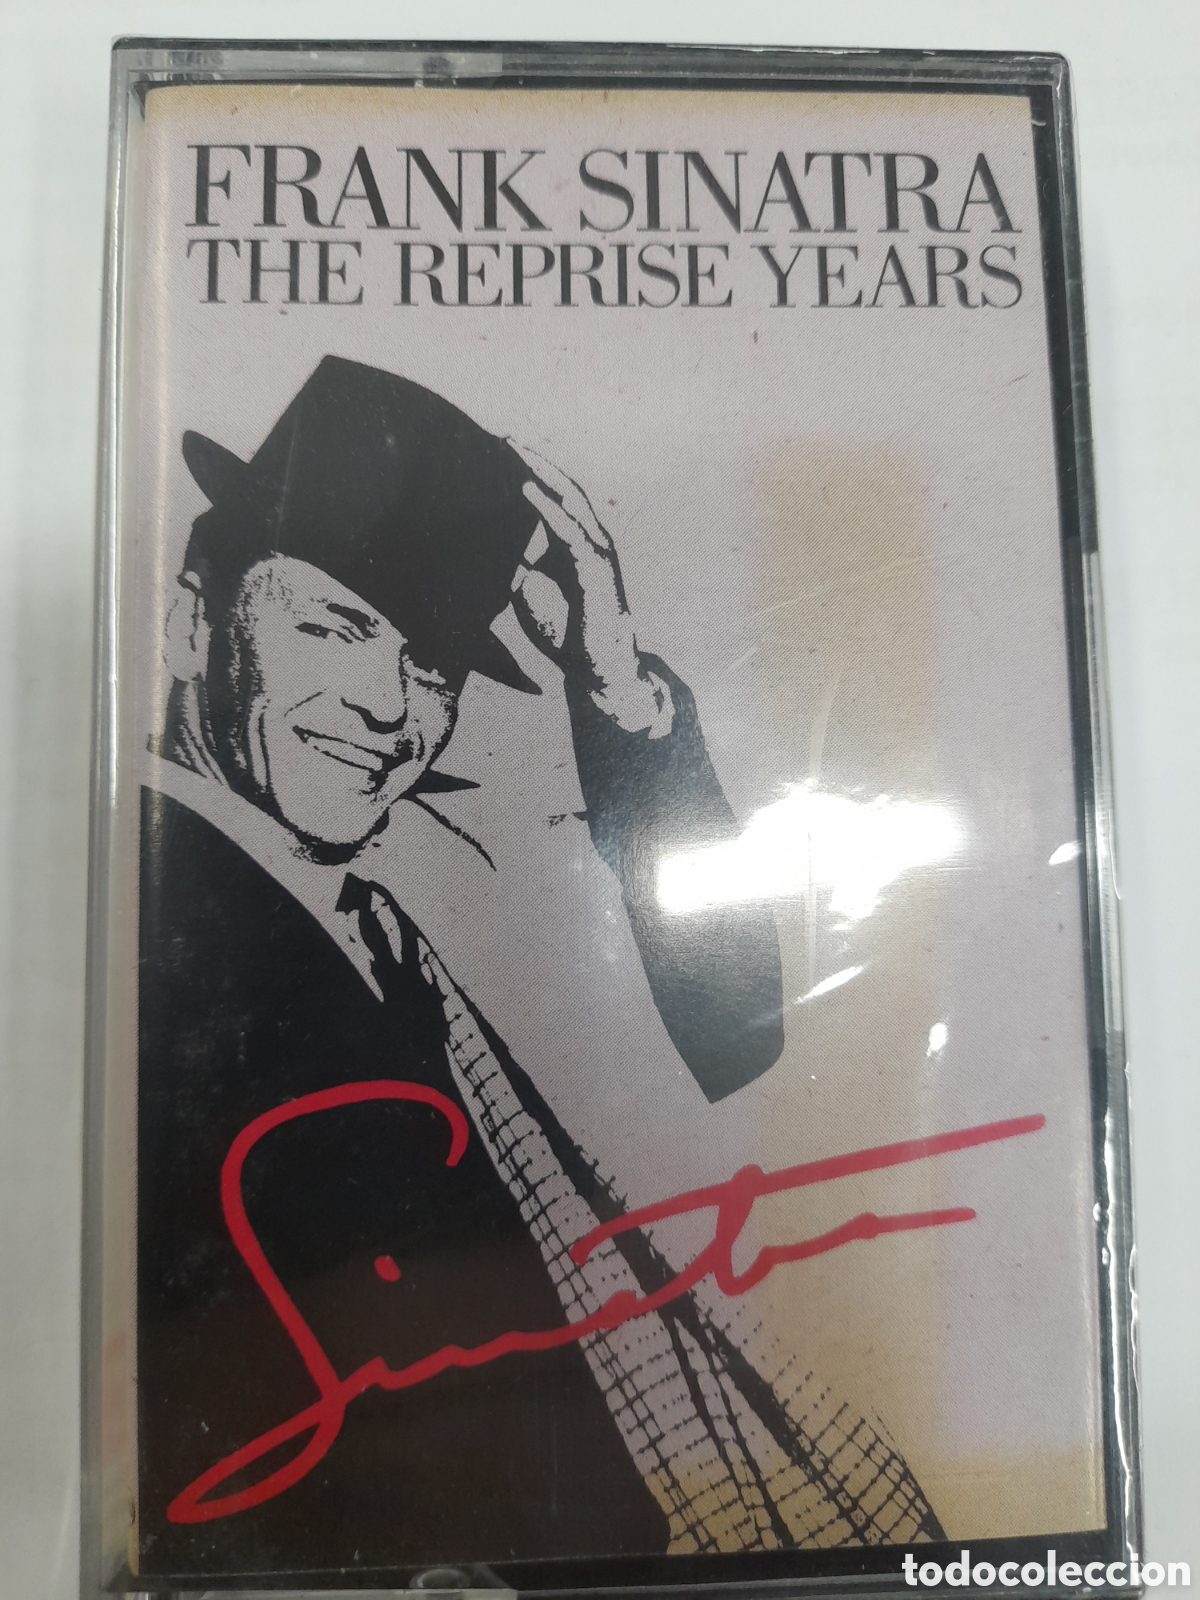 FRANK SINATRA
THE REPRISE YEARS
Sinatra
todocoleccion